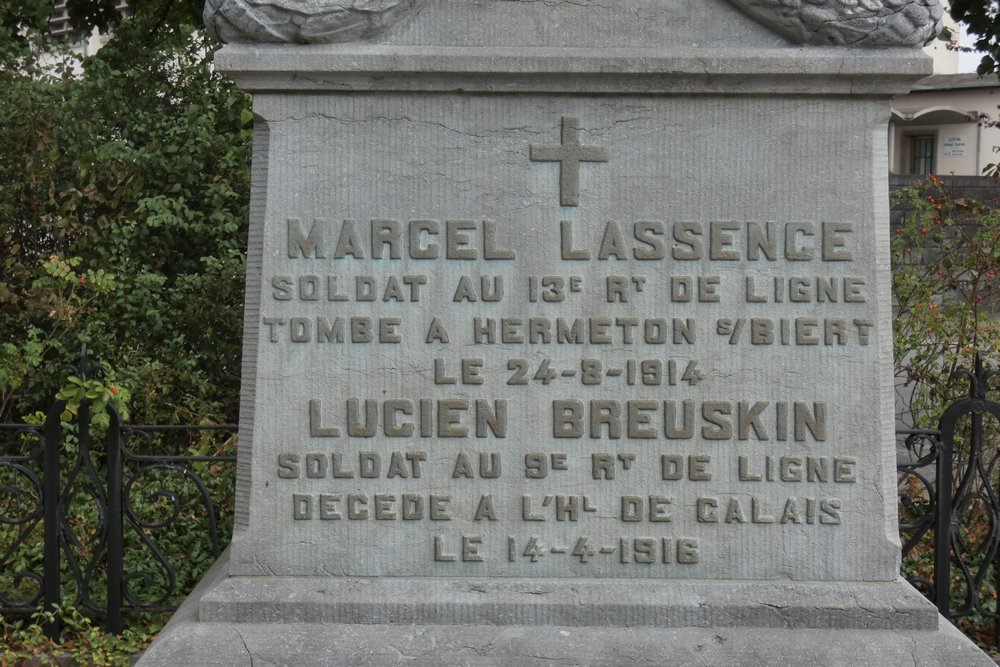 MARCEL LASSENCE
SOLDAT AU 13E RT DE LIGNE
TOMBE A HERMETON S/BIERT
LE 24-8-1914
LUCIEN BREUSKIN
SOLDAT AU 9E RT DE LIGNE
DECEDE A L'HL DE CALAIS
LE 14-4-1916
LOCAL